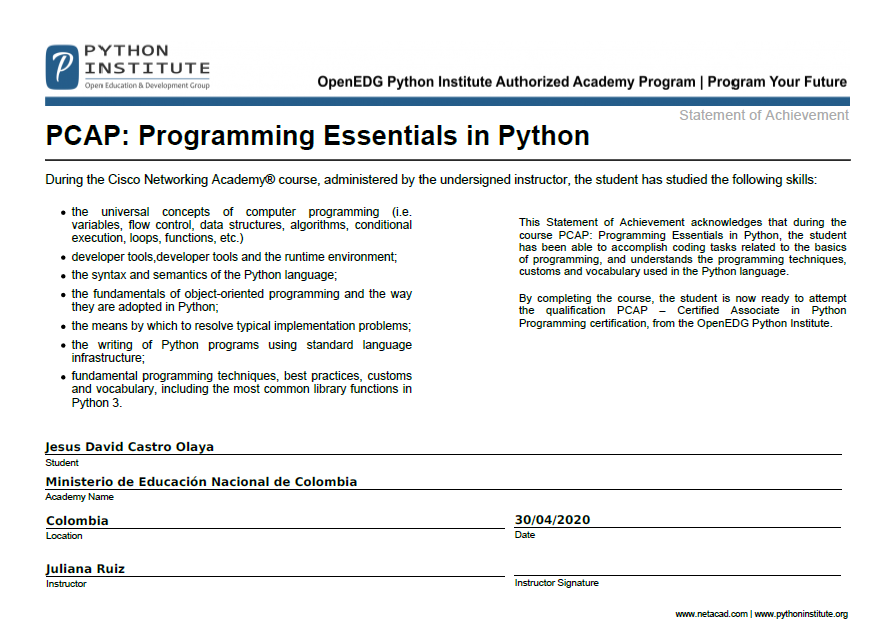 PYTHON
INSTITUTE
Open Education & Development Group
OpenEDG Python Institute Authorized Academy Program | Program Your Future
Statement of Achievement
PCAP: Programming Essentials in Python
During the Cisco Networking Academy® course, administered by the undersigned instructor, the student has studied the following skills:
• the universal concepts of computer programming (i.e.
variables, flow control, data structures, algorithms, conditional
execution, loops, functions, etc.)
• developer tools,developer tools and the runtime environment;
• the syntax and semantics of the Python language;
• the fundamentals of object-oriented programming and the way
they are adopted in Python;
• the means by which to resolve typical implementation problems;
• the writing of Python programs using standard language
infrastructure;
• fundamental programming techniques, best practices, customs
and vocabulary, including the most common library functions in
Python 3.
This Statement of Achievement acknowledges that during the
course PCAP: Programming Essentials in Python, the student
has been able to accomplish coding tasks related to the basics
of programming, and understands the programming techniques,
customs and vocabulary used in the Python language.
By completing the course, the student is now ready to attempt
the qualification PCAP – Certified Associate in Python
Programming certification, from the OpenEDG Python Institute.
Jesus David Castro Olaya
Student
Ministerio de Educación Nacional de Colombia
Academy Name
Colombia
Location
30/04/2020
Date
Juliana Ruiz
Instructor
Instructor Signature
www.netacad.com | www.pythoninstitute.org